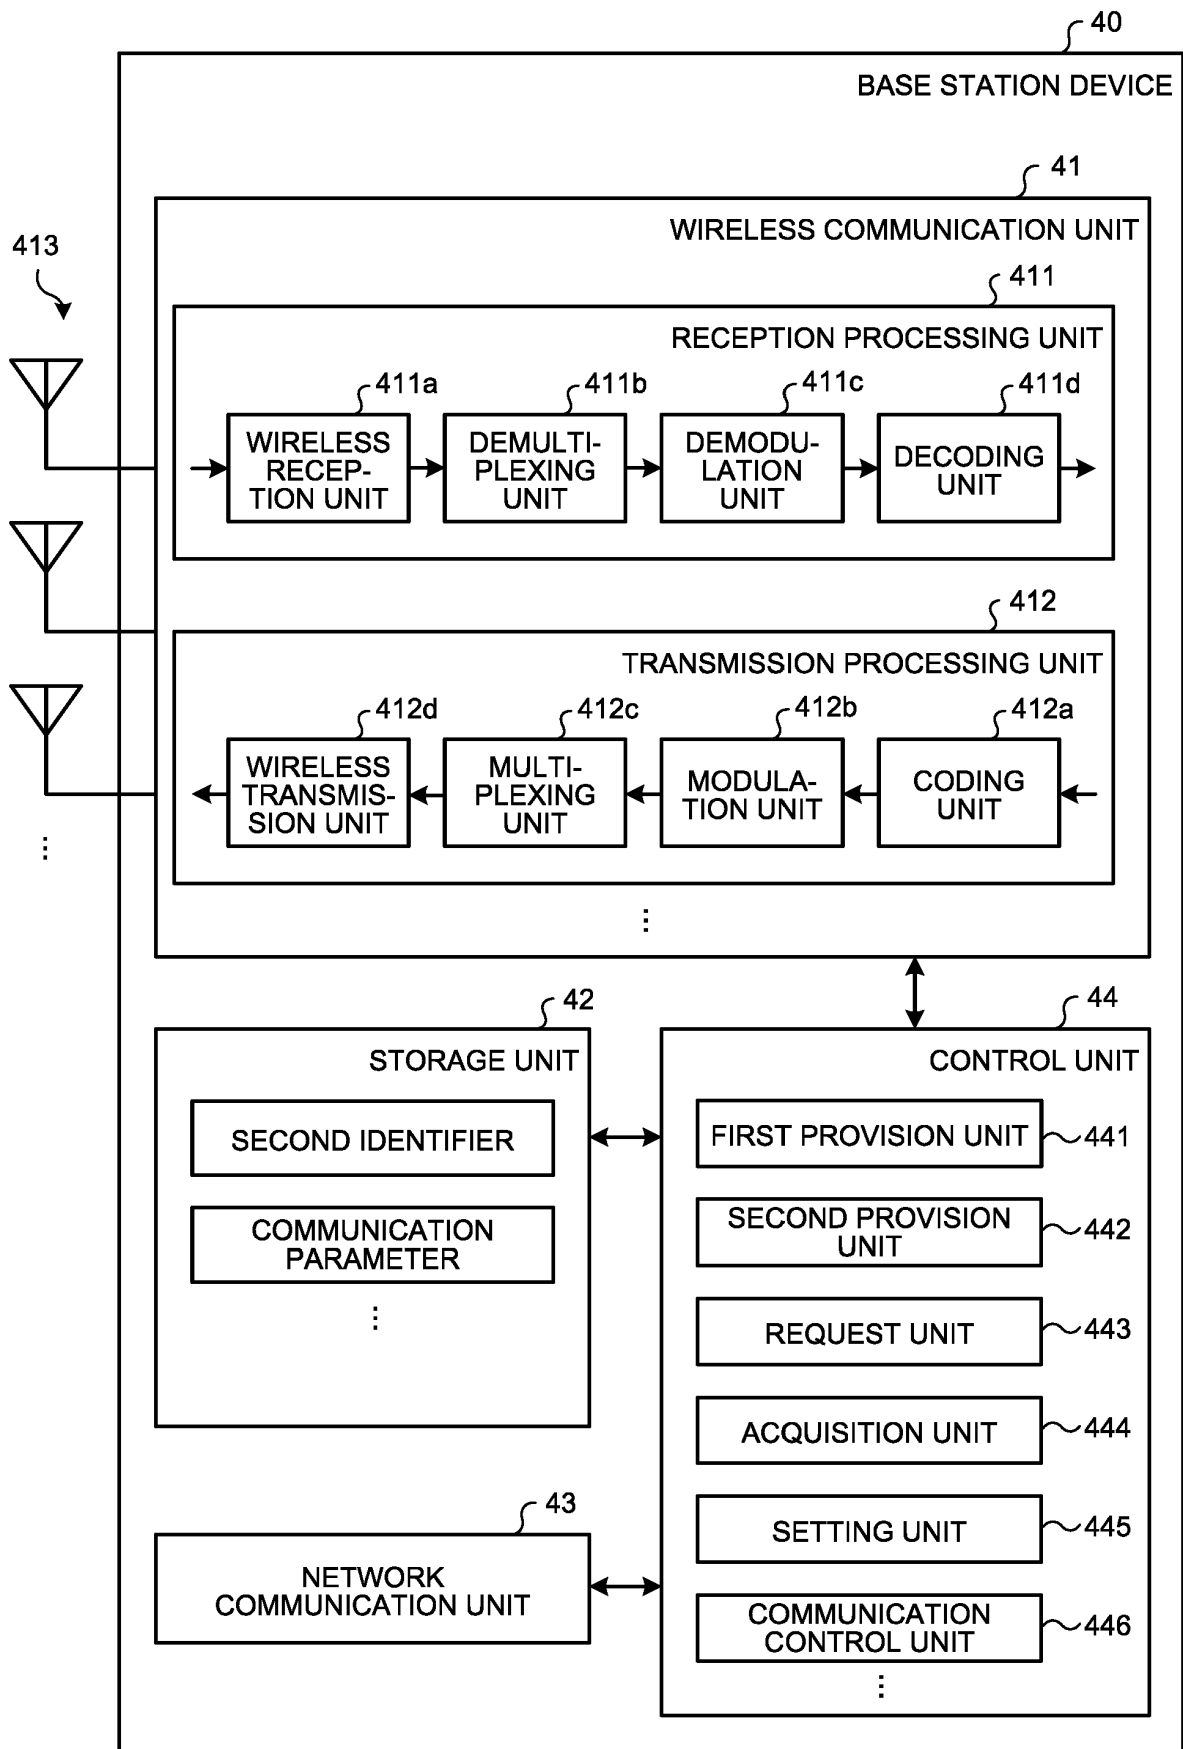 40
BASE STATION DEVICE
41
WIRELESS COMMUNICATION UNIT
413
411
RECEPTION PROCESSING UNIT
411a
411b
411c
411d
WIRELESS
RECEP-
TION UNIT
DEMULTI-
PLEXING
UNIT
DEMODU-
LATION
UNIT
DECODING
UNIT
412
TRANSMISSION PROCESSING UNIT
412d
412c
412b
412a
WIRELESS
TRANSMIS-
SION UNIT
MULTI-
PLEXING
UNIT
MODULA-
TION UNIT
CODING
UNIT
⋮
⋮
42
STORAGE UNIT
SECOND IDENTIFIER
COMMUNICATION
PARAMETER
⋮
43
NETWORK
COMMUNICATION UNIT
44
CONTROL UNIT
FIRST PROVISION UNIT
441
SECOND PROVISION
UNIT
442
REQUEST UNIT
443
ACQUISITION UNIT
444
SETTING UNIT
445
COMMUNICATION
CONTROL UNIT
446
⋮